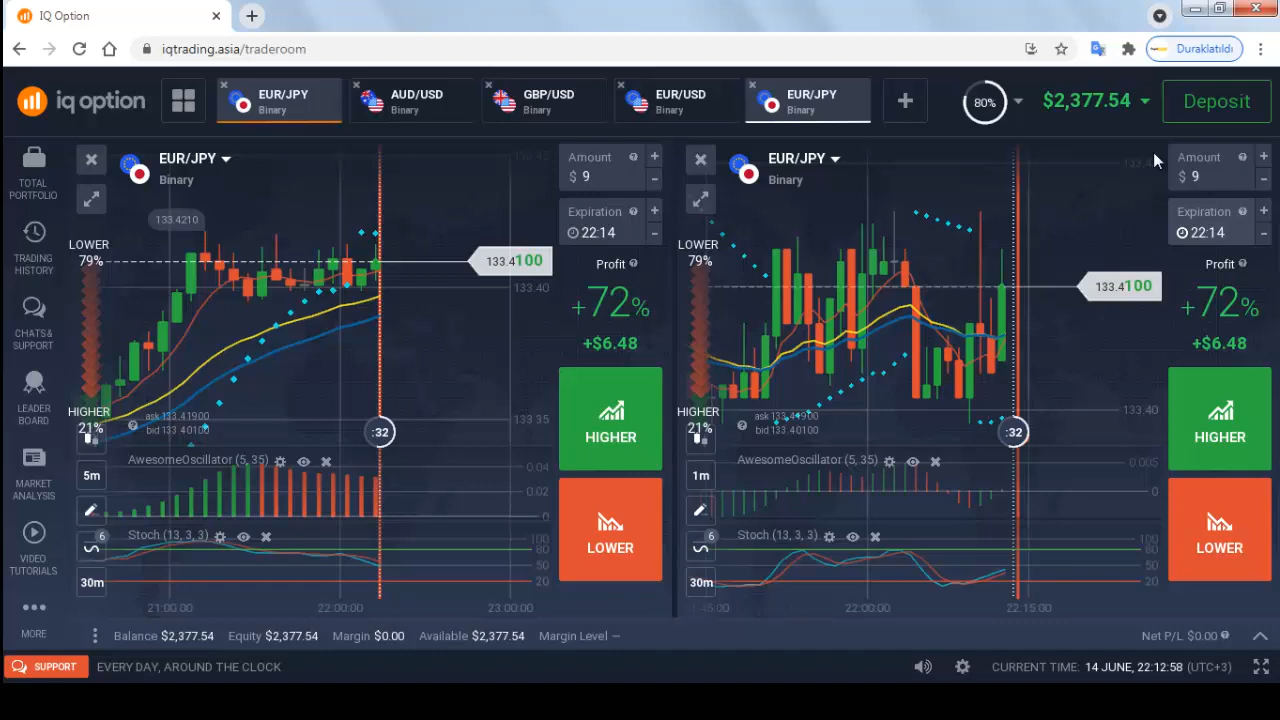 IQ Option
iqtrading.asia/traderoom
Duraklatıldı
iq option
EUR/JPY
Binary
AUD/USD
Binary
GBP/USD
Binary
EUR/USD
Binary
EUR/JPY
Binary
80%
$2,377.54
Deposit
TOTAL
PORTFOLIO
TRADING
HISTORY
CHATS &
SUPPORT
LEADER
BOARD
MARKET
ANALYSIS
VIDEO
TUTORIALS
MORE
EUR/JPY
Binary
133.4210
LOWER
79%
133.4100
133.40
HIGHER
21%
ask 133.41900
bid 133.40100
133.35
:32
AwesomeOscillator (5, 35)
5m
0.04
0.02
0
6
Stoch (13, 3, 3)
100
80
50
20
30m
21:00:00
22:00:00
23:00:00
Amount
$ 9
Expiration
22:14
Profit
+72%
+$6.48
HIGHER
LOWER
EUR/JPY
Binary
LOWER
79%
133.4100
HIGHER
21%
bid 133.40100
133.40
:32
AwesomeOscillator (5, 35)
1m
0.005
0
6
Stoch (13, 3, 3)
100
80
50
20
30m
22:00:00
22:15:00
Amount
$ 9
Expiration
22:14
Profit
+72%
+$6.48
HIGHER
LOWER
Balance $2,377.54 Equity $2,377.54 Margin $0.00 Available $2,377.54 Margin Level –
Net P/L $0.00
SUPPORT
EVERY DAY, AROUND THE CLOCK
CURRENT TIME: 14 JUNE, 22:12:58 (UTC+3)